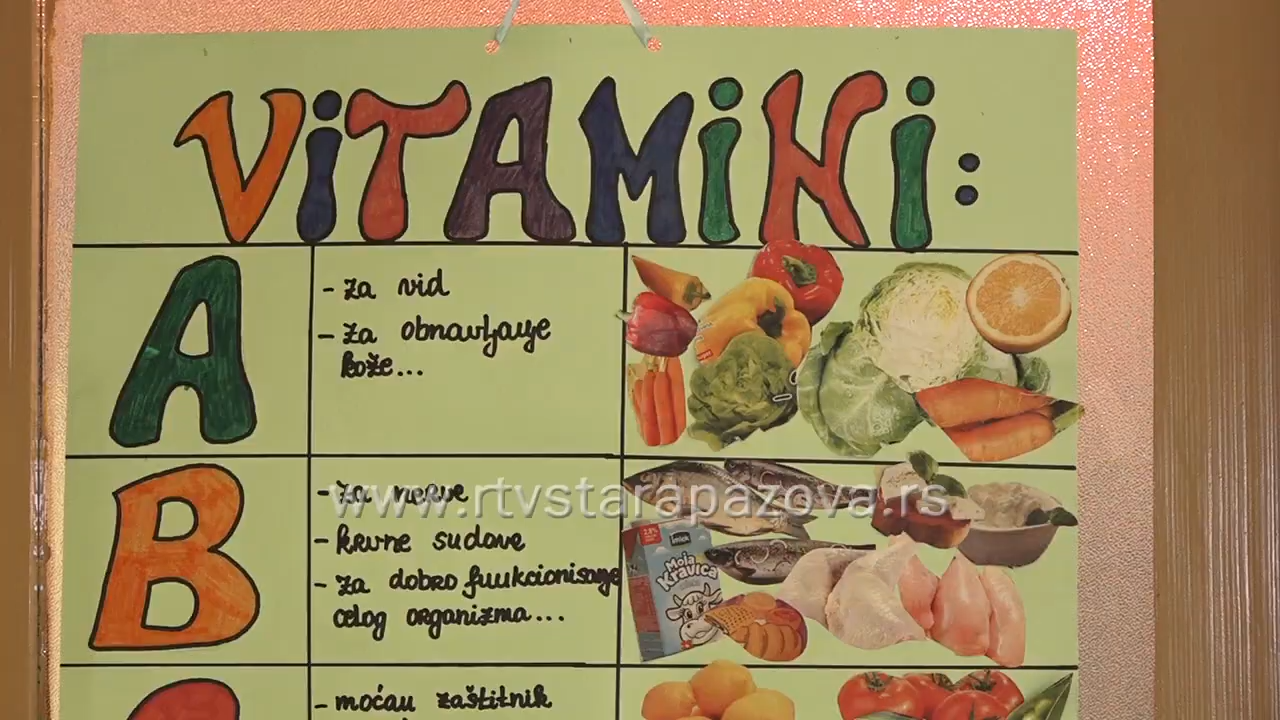 ViTAMiNi:
A
- za vid
- za obnavljanje
kože...
B
- za nerve
- krvne sudove
- za dobro funkcionisanje
celog organizma...
imlek
Moja
Kravica
- moćan zaštitnik
www.rtvstarapazova.rs